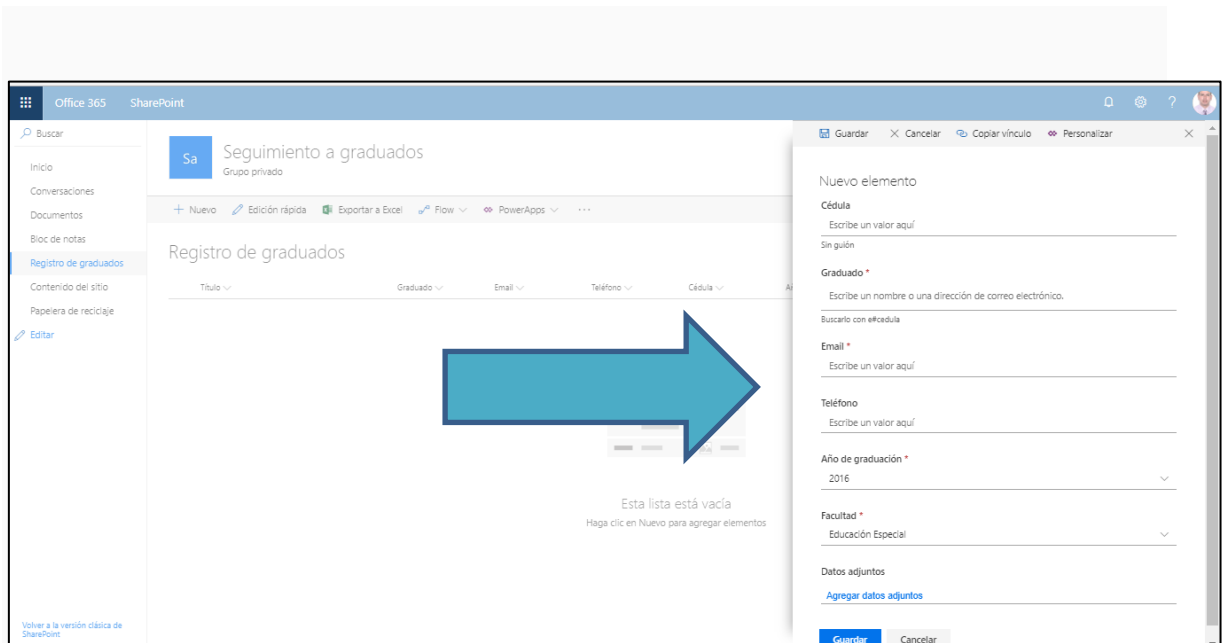 Office 365 SharePoint ?
Buscar
Inicio
Conversaciones
Documentos
Bloc de notas
Registro de graduados
Contenido del sitio
Papelera de reciclaje
Editar
Volver a la versión clásica de
SharePoint
Sa
Seguimiento a graduados
Grupo privado
+ Nuevo Edición rápida Exportar a Excel Flow PowerApps ...
Registro de graduados
Título Graduado Email Teléfono Cédula
Esta lista está vacía
Haga clic en Nuevo para agregar elementos
Guardar Cancelar Copiar vínculo Personalizar
Nuevo elemento
Cédula
Escribe un valor aquí
Sin guión
Graduado *
Escribe un nombre o una dirección de correo electrónico.
Buscarlo con e#cedula
Email *
Escribe un valor aquí
Teléfono
Escribe un valor aquí
Año de graduación *
2016
Facultad *
Educación Especial
Datos adjuntos
Agregar datos adjuntos
Guardar Cancelar